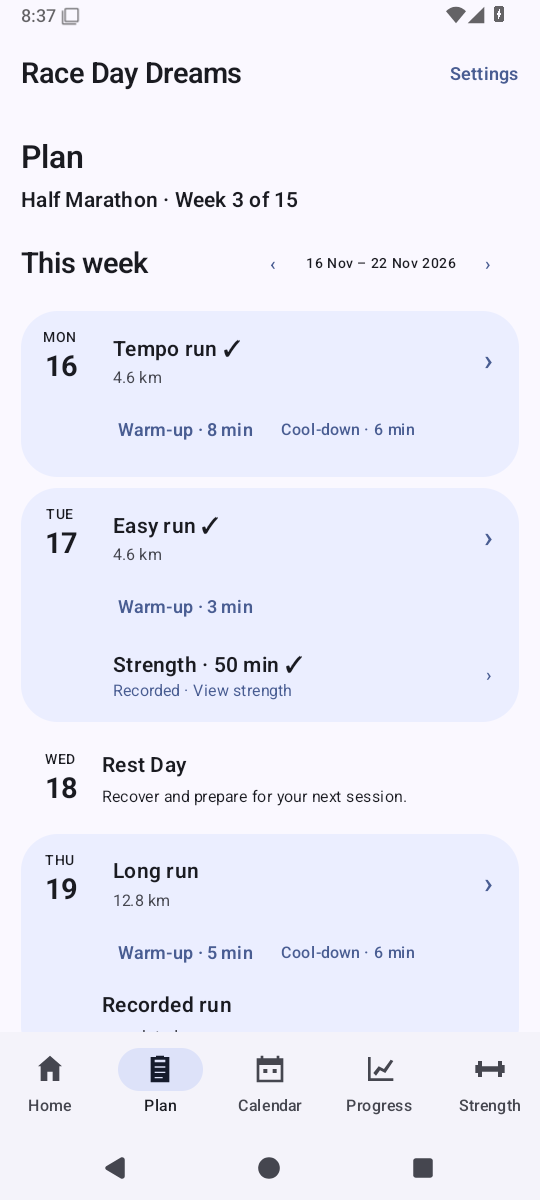 8:37
Race Day Dreams
Settings
Plan
Half Marathon · Week 3 of 15
This week
‹ 16 Nov – 22 Nov 2026 ›
MON
16
Tempo run ✓
4.6 km
›
Warm-up · 8 min Cool-down · 6 min
TUE
17
Easy run ✓
4.6 km
›
Warm-up · 3 min
Strength · 50 min ✓
Recorded · View strength
›
WED
18
Rest Day
Recover and prepare for your next session.
THU
19
Long run
12.8 km
›
Warm-up · 5 min Cool-down · 6 min
Recorded run
Home Plan Calendar Progress Strength